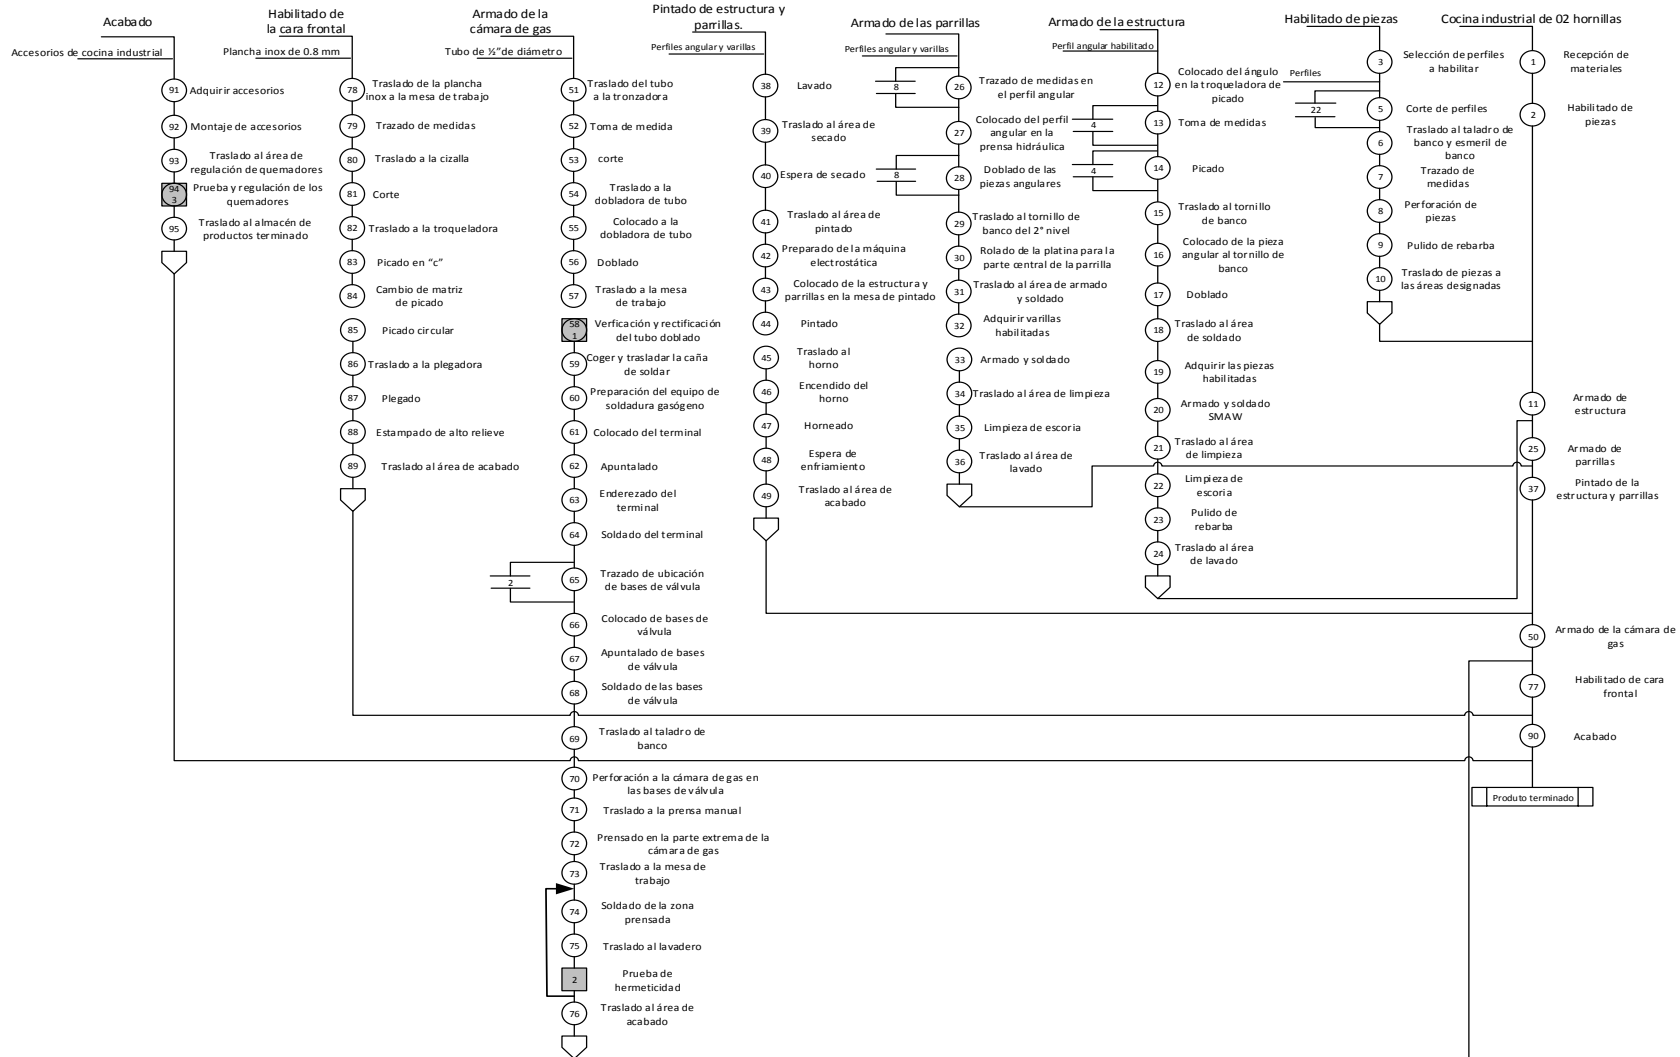 Acabado
Accesorios de cocina industrial
91
Adquirir accesorios
92
Montaje de accesorios
93
Traslado al área de
regulación de quemadores
94
3
Prueba y regulación de los
quemadores
95
Traslado al almacén de
productos terminado
Habilitado de
la cara frontal
Plancha inox de 0.8 mm
78
Traslado de la plancha
inox a la mesa de trabajo
79
Trazado de medidas
80
Traslado a la cizalla
81
Corte
82
Traslado a la troqueladora
83
Picado en “c”
84
Cambio de matriz
de picado
85
Picado circular
86
Traslado a la plegadora
87
Plegado
88
Estampado de alto relieve
89
Traslado al área de acabado
Armado de la
cámara de gas
Tubo de ½”de diámetro
51
Traslado del tubo
a la tronzadora
52
Toma de medida
53
corte
54
Traslado a la
dobladora de tubo
55
Colocado a la
dobladora de tubo
56
Doblado
57
Traslado a la mesa
de trabajo
58
1
Verficación y rectificación
del tubo doblado
59
Coger y trasladar la caña
de soldar
60
Preparación del equipo de
soldadura gasógeno
61
Colocado del terminal
62
Apuntalado
63
Enderezado del
terminal
64
Soldado del terminal
2
65
Trazado de ubicación
de bases de válvula
66
Colocado de bases de
válvula
67
Apuntalado de bases
de válvula
68
Soldado de las bases
de válvula
69
Traslado al taladro de
banco
70
Perforación a la cámara de gas en
las bases de válvula
71
Traslado a la prensa manual
72
Prensado en la parte extrema de la
cámara de gas
73
Traslado a la mesa de
trabajo
74
Soldado de la zona
prensada
75
Traslado al lavadero
2
Prueba de
hermeticidad
76
Traslado al área de
acabado
Pintado de estructura y
parrillas.
Perfiles angular y varillas
38
Lavado
39
Traslado al área de
secado
40
Espera de secado
41
Traslado al área de
pintado
42
Preparado de la máquina
electrostática
43
Colocado de la estructura y
parrillas en la mesa de pintado
44
Pintado
45
Traslado al
horno
46
Encendido del
horno
47
Horneado
48
Espera de
enfriamiento
49
Traslado al área de
acabado
Armado de las parrillas
Perfiles angular y varillas
8
26
Trazado de medidas en
el perfil angular
27
Colocado del perfil
angular en la
prensa hidráulica
8
28
Doblado de las
piezas angulares
29
Traslado al tornillo de
banco del 2° nivel
30
Rolado de la platina para la
parte central de la parrilla
31
Traslado al área de armado
y soldado
32
Adquirir varillas
habilitadas
33
Armado y soldado
34
Traslado al área de limpieza
35
Limpieza de escoria
36
Traslado al área de
lavado
Armado de la estructura
Perfil angular habilitado
12
Colocado del ángulo
en la troqueladora de
picado
4
13
Toma de medidas
4
14
Picado
15
Traslado al tornillo
de banco
16
Colocado de la pieza
angular al tornillo de
banco
17
Doblado
18
Traslado al área
de soldado
19
Adquirir las piezas
habilitadas
20
Armado y soldado
SMAW
21
Traslado al área
de limpieza
22
Limpieza de
escoria
23
Pulido de
rebarba
24
Traslado al área
de lavado
Habilitado de piezas
3
Selección de perfiles
a habilitar
Perfiles
22
5
Corte de perfiles
6
Traslado al taladro de
banco y esmeril de
banco
7
Trazado de
medidas
8
Perforación de
piezas
9
Pulido de rebarba
10
Traslado de piezas a
las áreas designadas
Cocina industrial de 02 hornillas
1
Recepción de
materiales
2
Habilitado de
piezas
11
Armado de
estructura
25
Armado de
parrillas
37
Pintado de la
estructura y parrillas
50
Armado de la cámara de
gas
77
Habilitado de cara
frontal
90
Acabado
Produto terminado